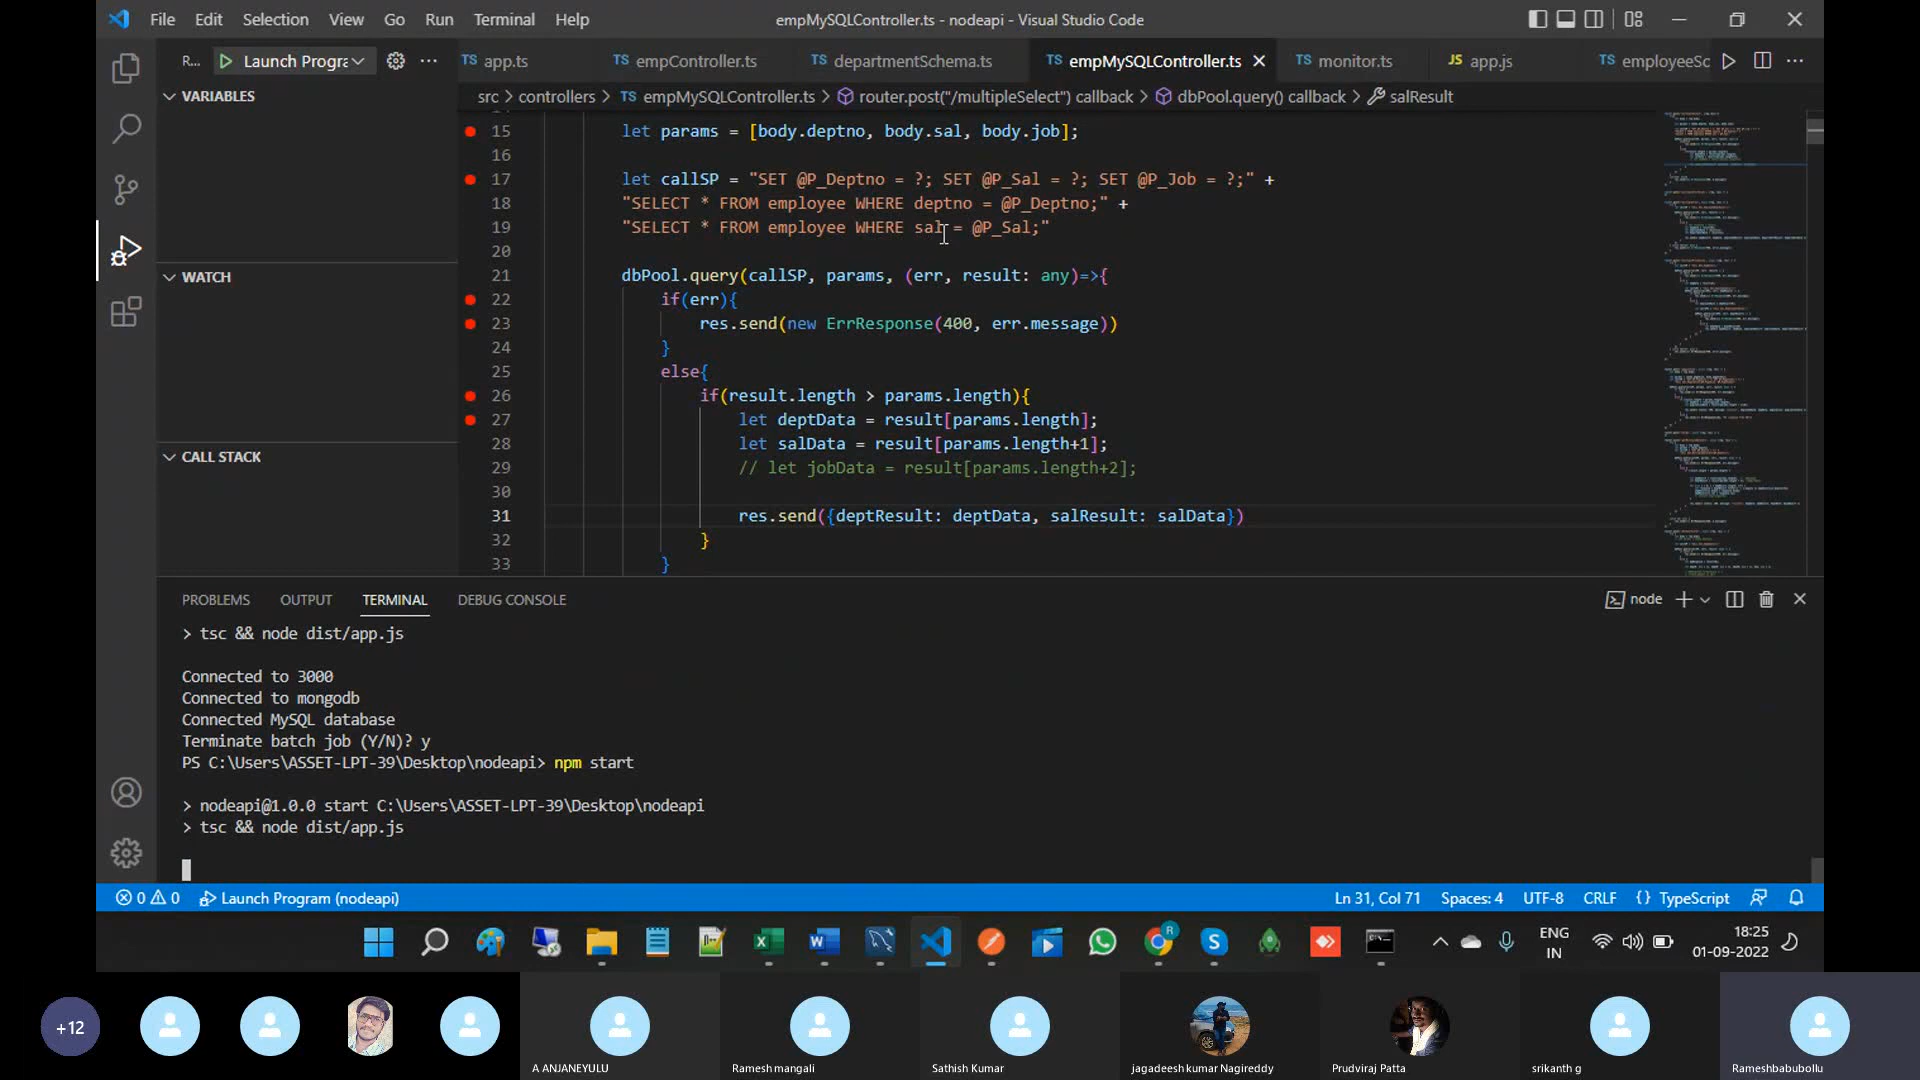 File Edit Selection View Go Run Terminal Help
empMySQLController.ts - nodeapi - Visual Studio Code
R... Launch Progra
TS app.ts
TS empController.ts
TS departmentSchema.ts
TS empMySQLController.ts
TS monitor.ts
JS app.js
TS employeeSc
src > controllers > TS empMySQLController.ts > router.post("/multipleSelect") callback > dbPool.query() callback > salResult
VARIABLES
WATCH
CALL STACK
15 let params = [body.deptno, body.sal, body.job];
16
17 let callSP = "SET @P_Deptno = ?; SET @P_Sal = ?; SET @P_Job = ?;" +
18 "SELECT * FROM employee WHERE deptno = @P_Deptno;" +
19 "SELECT * FROM employee WHERE sal = @P_Sal;"
20
21 dbPool.query(callSP, params, (err, result: any)=>{
22 if(err){
23 res.send(new ErrResponse(400, err.message))
24 }
25 else{
26 if(result.length > params.length){
27 let deptData = result[params.length];
28 let salData = result[params.length+1];
29 // let jobData = result[params.length+2];
30
31 res.send({deptResult: deptData, salResult: salData})
32 }
33 }
PROBLEMS OUTPUT TERMINAL DEBUG CONSOLE
node
> tsc && node dist/app.js
Connected to 3000
Connected to mongodb
Connected MySQL database
Terminate batch job (Y/N)? y
PS C:\Users\ASSET-LPT-39\Desktop\nodeapi> npm start
> nodeapi@1.0.0 start C:\Users\ASSET-LPT-39\Desktop\nodeapi
> tsc && node dist/app.js
0 0 Launch Program (nodeapi)
Ln 31, Col 71 Spaces: 4 UTF-8 CRLF {} TypeScript
ENG
IN
18:25
01-09-2022
+12
A ANJANEYULU
Ramesh mangali
Sathish Kumar
jagadeesh kumar Nagireddy
Prudviraj Patta
srikanth g
Rameshbabubollu